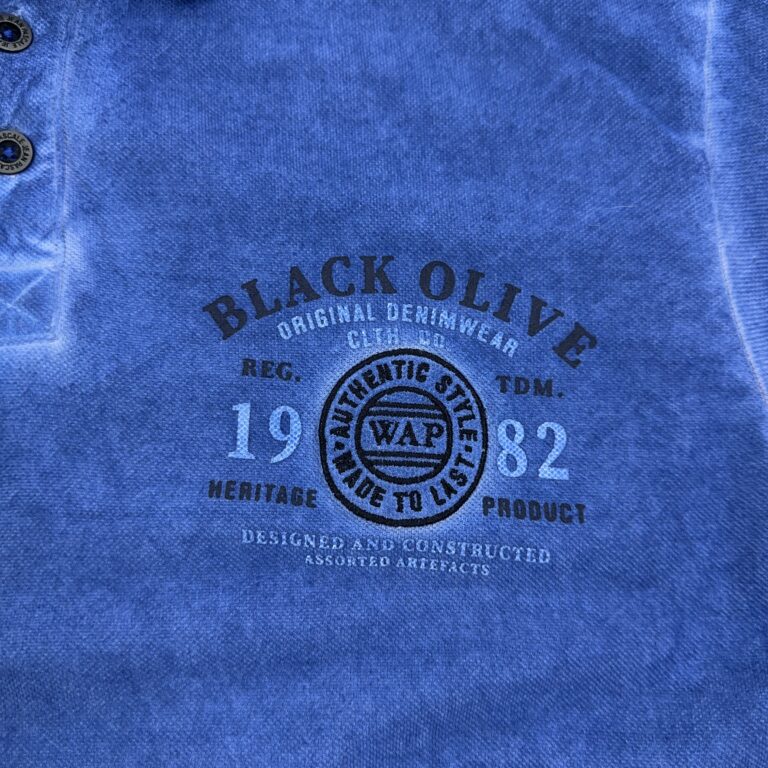 BLACK OLIVE
ORIGINAL DENIMWEAR
CLTH. CO.
REG. TDM.
AUTHENTIC STYLE
19 WAP 82
MADE TO LAST
HERITAGE PRODUCT
DESIGNED AND CONSTRUCTED
ASSORTED ARTEFACTS